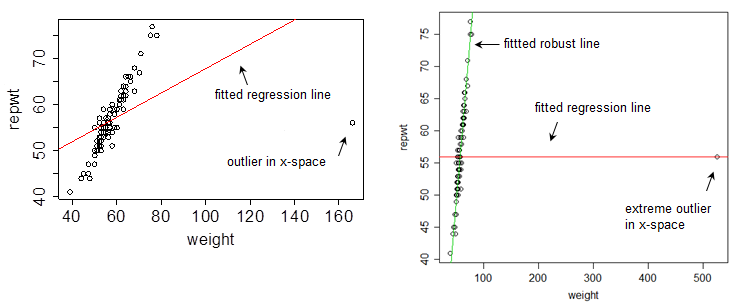 70
60
50
40
repwt
fitted regression line
outlier in x-space
40 60 80 100 120 140 160
weight
75
70
65
60
55
50
45
40
repwt
fittted robust line
fitted regression line
extreme outlier
in x-space
100 200 300 400 500
weight